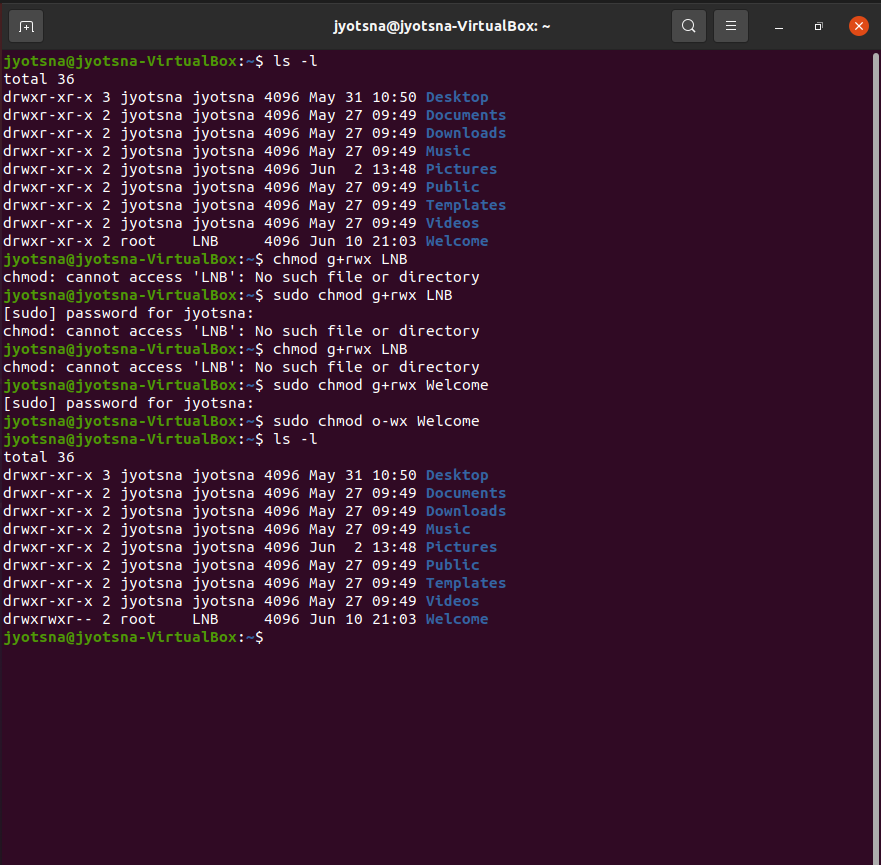 jyotsna@jyotsna-VirtualBox: ~
jyotsna@jyotsna-VirtualBox:~$ ls -l
total 36
drwxr-xr-x 3 jyotsna jyotsna 4096 May 31 10:50 Desktop
drwxr-xr-x 2 jyotsna jyotsna 4096 May 27 09:49 Documents
drwxr-xr-x 2 jyotsna jyotsna 4096 May 27 09:49 Downloads
drwxr-xr-x 2 jyotsna jyotsna 4096 May 27 09:49 Music
drwxr-xr-x 2 jyotsna jyotsna 4096 Jun  2 13:48 Pictures
drwxr-xr-x 2 jyotsna jyotsna 4096 May 27 09:49 Public
drwxr-xr-x 2 jyotsna jyotsna 4096 May 27 09:49 Templates
drwxr-xr-x 2 jyotsna jyotsna 4096 May 27 09:49 Videos
drwxr-xr-x 2 root    LNB     4096 Jun 10 21:03 Welcome
jyotsna@jyotsna-VirtualBox:~$ chmod g+rwx LNB
chmod: cannot access 'LNB': No such file or directory
jyotsna@jyotsna-VirtualBox:~$ sudo chmod g+rwx LNB
[sudo] password for jyotsna:
chmod: cannot access 'LNB': No such file or directory
jyotsna@jyotsna-VirtualBox:~$ chmod g+rwx LNB
chmod: cannot access 'LNB': No such file or directory
jyotsna@jyotsna-VirtualBox:~$ sudo chmod g+rwx Welcome
[sudo] password for jyotsna:
jyotsna@jyotsna-VirtualBox:~$ sudo chmod o-wx Welcome
jyotsna@jyotsna-VirtualBox:~$ ls -l
total 36
drwxr-xr-x 3 jyotsna jyotsna 4096 May 31 10:50 Desktop
drwxr-xr-x 2 jyotsna jyotsna 4096 May 27 09:49 Documents
drwxr-xr-x 2 jyotsna jyotsna 4096 May 27 09:49 Downloads
drwxr-xr-x 2 jyotsna jyotsna 4096 May 27 09:49 Music
drwxr-xr-x 2 jyotsna jyotsna 4096 Jun  2 13:48 Pictures
drwxr-xr-x 2 jyotsna jyotsna 4096 May 27 09:49 Public
drwxr-xr-x 2 jyotsna jyotsna 4096 May 27 09:49 Templates
drwxr-xr-x 2 jyotsna jyotsna 4096 May 27 09:49 Videos
drwxrwxr-- 2 root    LNB     4096 Jun 10 21:03 Welcome
jyotsna@jyotsna-VirtualBox:~$